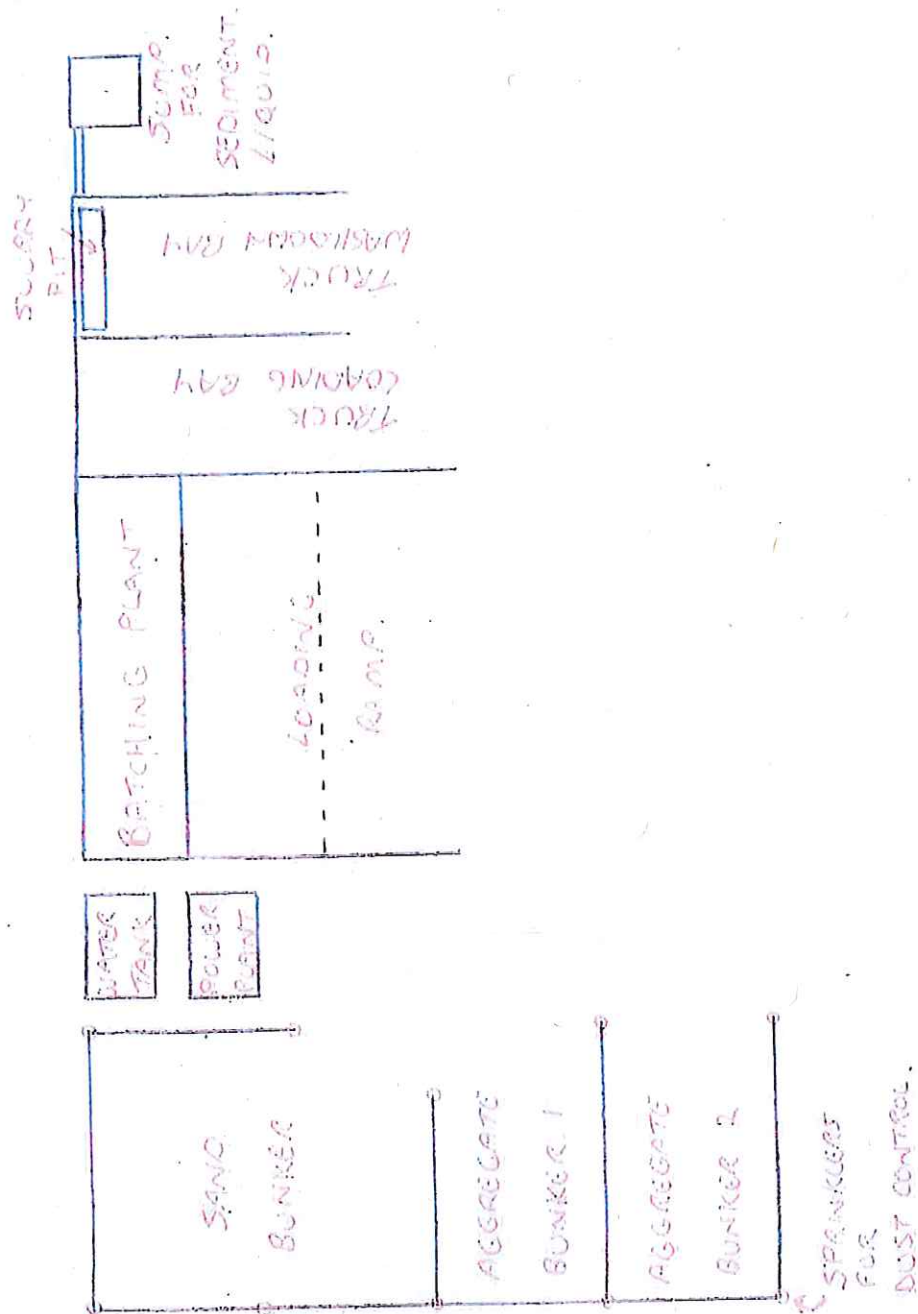 SLURRY
PIT
SUMP.
FOR
SEDIMENT.
LIQUID.
TRUCK
WASHDOWN BAY
TRUCK
LOADING BAY
BATCHING PLANT
LOADING
RAMP.
WATER
TANK
POWER
PLANT
SAND
BUNKER
AGGREGATE
BUNKER 1
AGGREGATE
BUNKER 2
SPRINKLERS
FOR
DUST CONTROL.